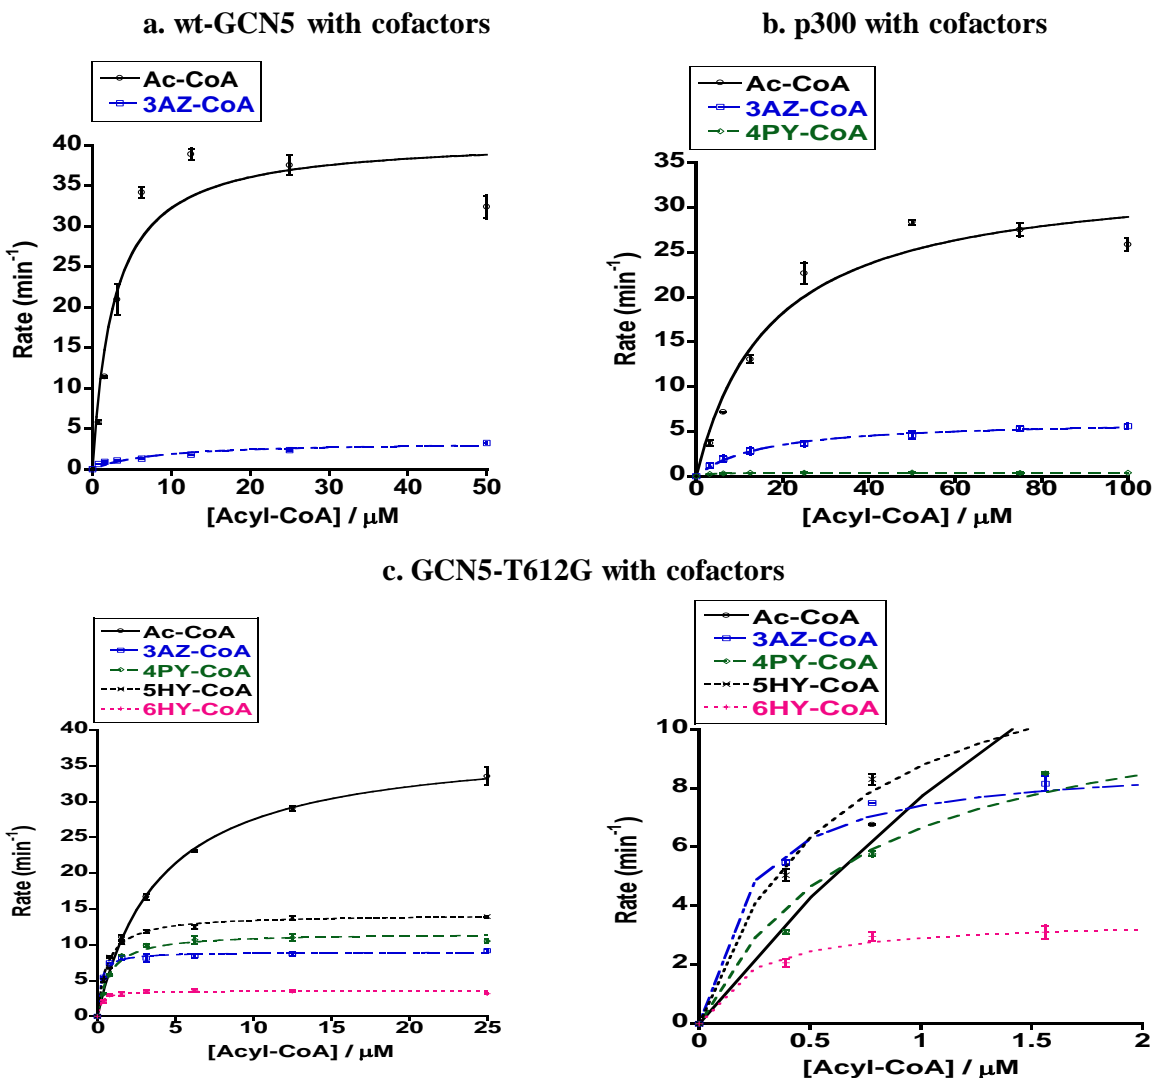 a. wt-GCN5 with cofactors
Ac-CoA
3AZ-CoA
40
35
30
25
20
15
10
5
0
Rate (min⁻¹)
0 10 20 30 40 50
[Acyl-CoA] / μM
b. p300 with cofactors
Ac-CoA
3AZ-CoA
4PY-CoA
35
30
25
20
15
10
5
0
Rate (min⁻¹)
0 20 40 60 80 100
[Acyl-CoA] / μM
c. GCN5-T612G with cofactors
Ac-CoA
3AZ-CoA
4PY-CoA
5HY-CoA
6HY-CoA
40
35
30
25
20
15
10
5
0
Rate (min⁻¹)
0 5 10 15 20 25
[Acyl-CoA] / μM
Ac-CoA
3AZ-CoA
4PY-CoA
5HY-CoA
6HY-CoA
10
8
6
4
2
0
Rate (min⁻¹)
0 0.5 1 1.5 2
[Acyl-CoA] / μM